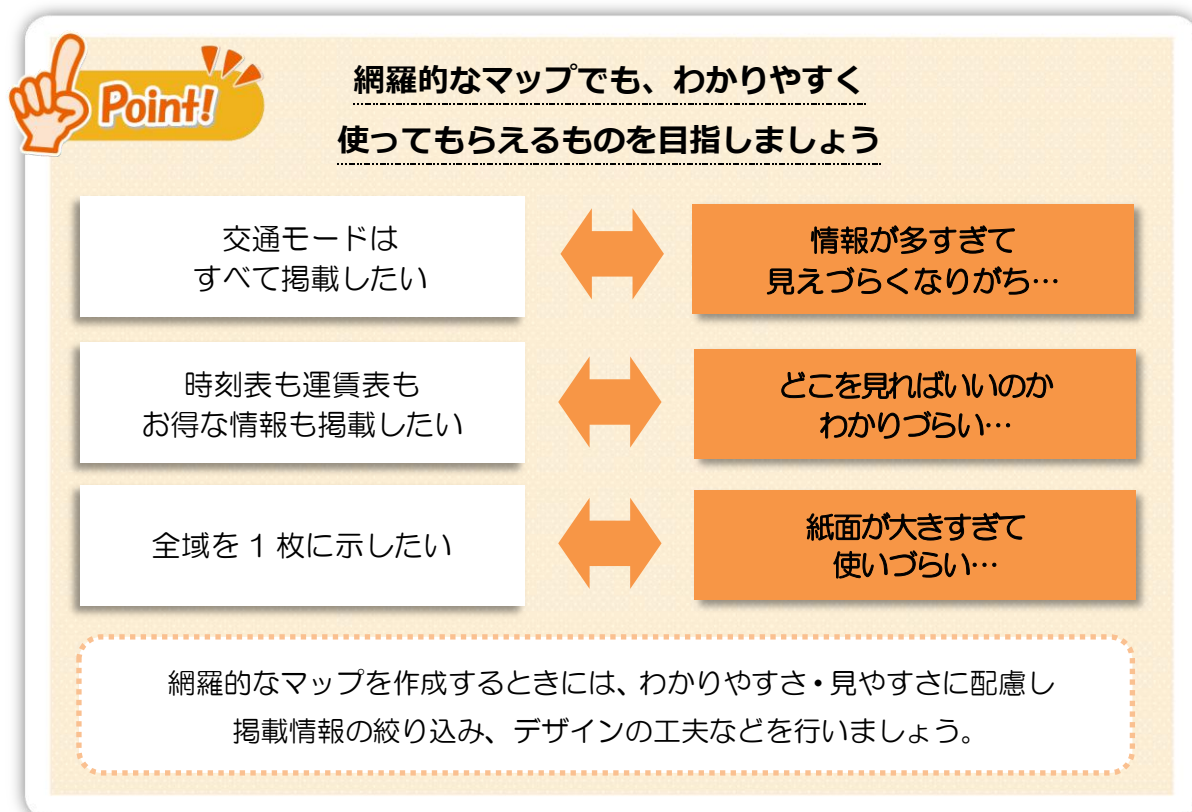 Point!
網羅的なマップでも、わかりやすく
使ってもらえるものを目指しましょう
交通モードは
すべて掲載したい
情報が多すぎて
見えづらくなりがち…
時刻表も運賃表も
お得な情報も掲載したい
どこを見ればいいのか
わかりづらい…
全域を 1 枚に示したい
紙面が大きすぎて
使いづらい…
網羅的なマップを作成するときには、わかりやすさ・見やすさに配慮し
掲載情報の絞り込み、デザインの工夫などを行いましょう。